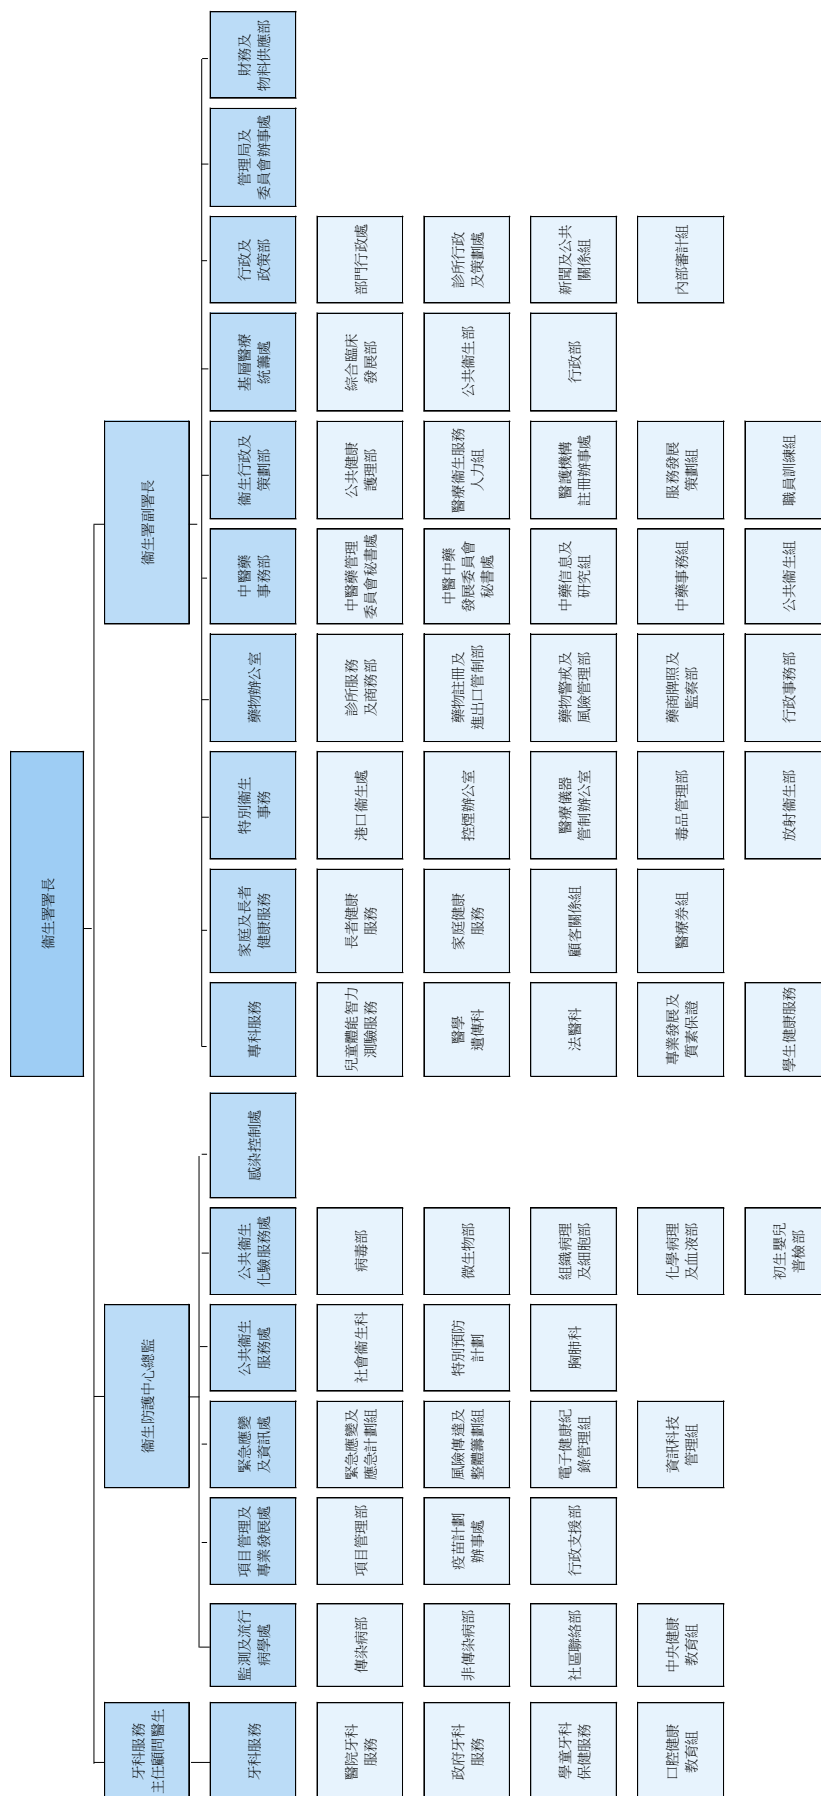 衞生署署長
牙科服務
主任顧問醫生
衞生防護中心總監
衞生署副署長
牙科服務
監測及流行
病學處
項目管理及
專業發展處
緊急應變
及資訊處
公共衞生
服務處
公共衞生
化驗服務處
感染控制處
專科服務
家庭及長者
健康服務
特別衞生
事務
藥物辦公室
中醫藥
事務部
衞生行政及
策劃部
基層醫療
統籌處
行政及
政策部
管理局及
委員會辦事處
財務及
物料供應部
醫院牙科
服務
傳染病部
項目管理部
緊急應變及
應急計劃組
社會衞生科
病毒部
兒童體能智力
測驗服務
長者健康
服務
港口衞生處
診所服務
及商務部
中醫藥管理
委員會秘書處
公共健康
護理部
綜合臨床
發展部
部門行政處
政府牙科
服務
非傳染病部
疫苗計劃
辦事處
風險傳達及
整體籌劃組
特別預防
計劃
微生物部
醫學
遺傳科
家庭健康
服務
控煙辦公室
藥物註冊及
進出口管制部
中醫中藥
發展委員會
秘書處
醫療衞生服務
人力組
公共衞生部
診所行政
及策劃處
學童牙科
保健服務
社區聯絡部
行政支援部
電子健康紀
錄管理組
胸肺科
組織病理
及細胞部
法醫科
顧客關係組
醫療儀器
管制辦公室
藥物警戒及
風險管理部
中藥信息及
研究組
醫護機構
註冊辦事處
行政部
新聞及公共
關係組
口腔健康
教育組
中央健康
教育組
資訊科技
管理組
化學病理
及血液部
專業發展及
質素保證
醫療券組
毒品管理部
藥商牌照及
監察部
中藥事務組
服務發展
策劃組
內部審計組
初生嬰兒
普檢部
學生健康服務
放射衞生部
行政事務部
公共衞生組
職員訓練組